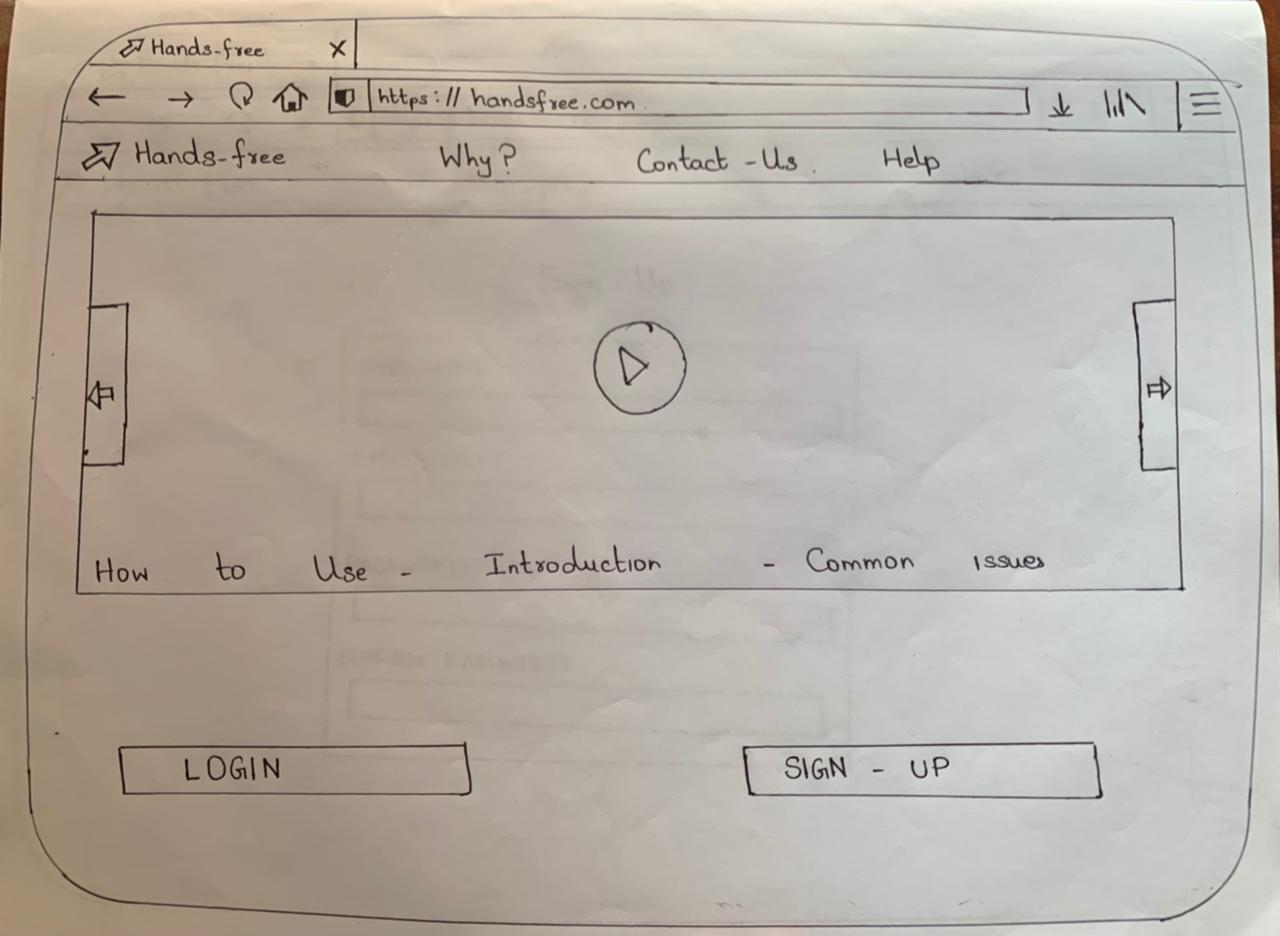 Hands-free X
https://handsfree.com
Hands-free Why? Contact-Us. Help
How to Use - Introduction - Common Issues
LOGIN SIGN - UP